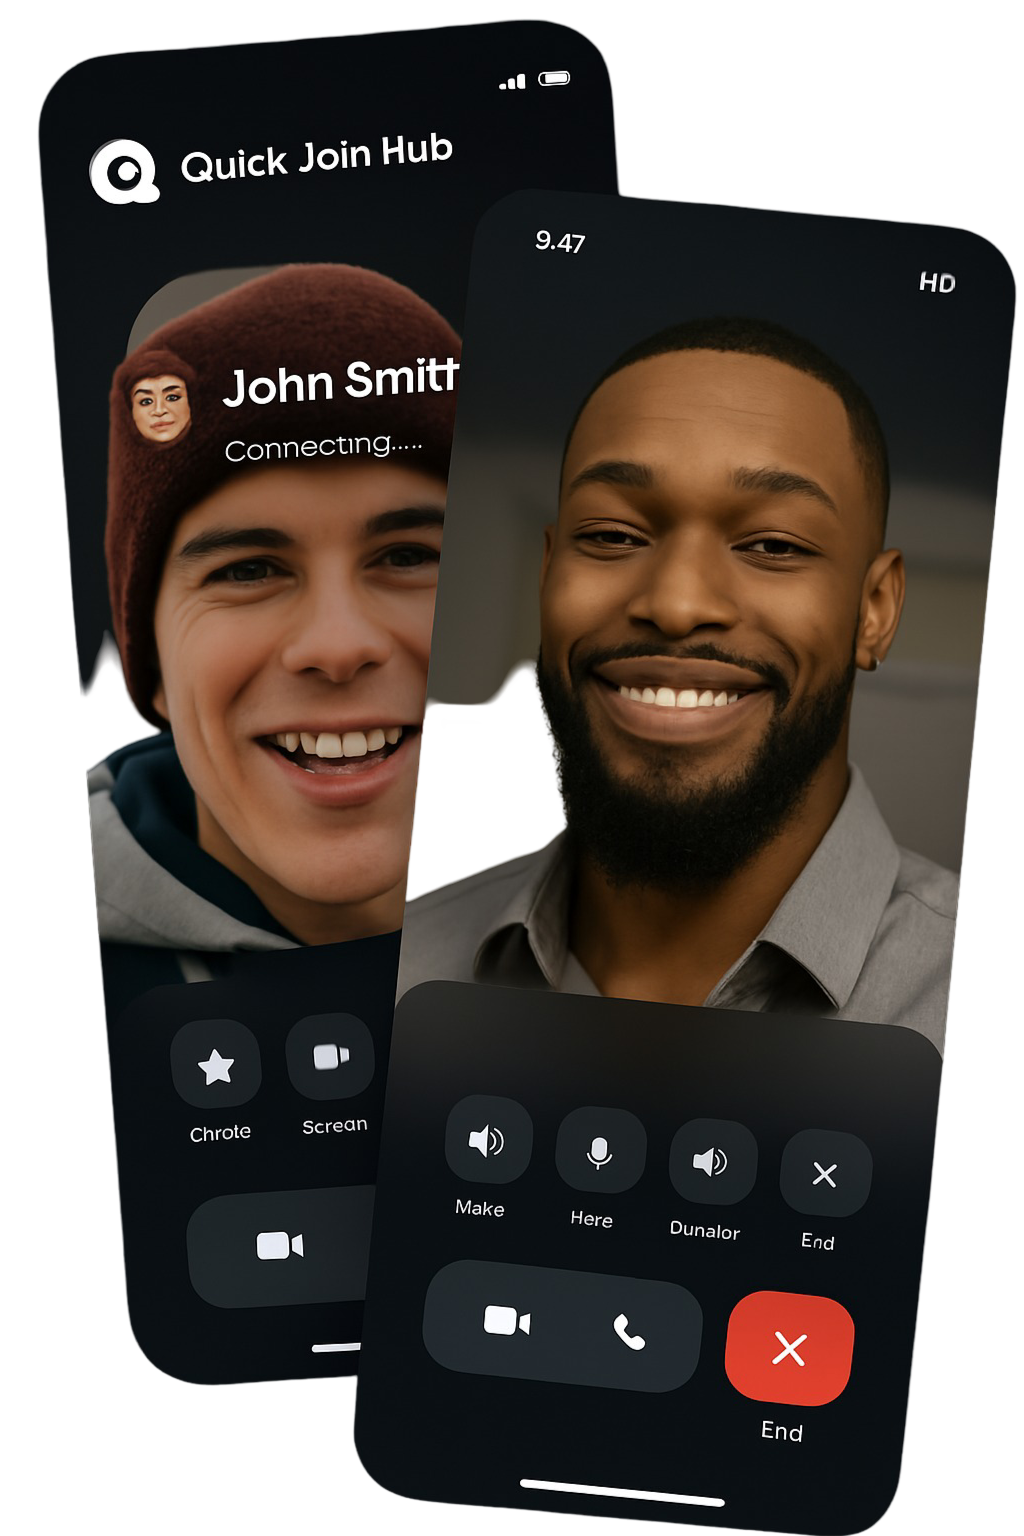 Quick Join Hub
John Smitt
Connecting.....
Chrote
Screan
9.47
HD
Make
Here
Dunalor
End
End